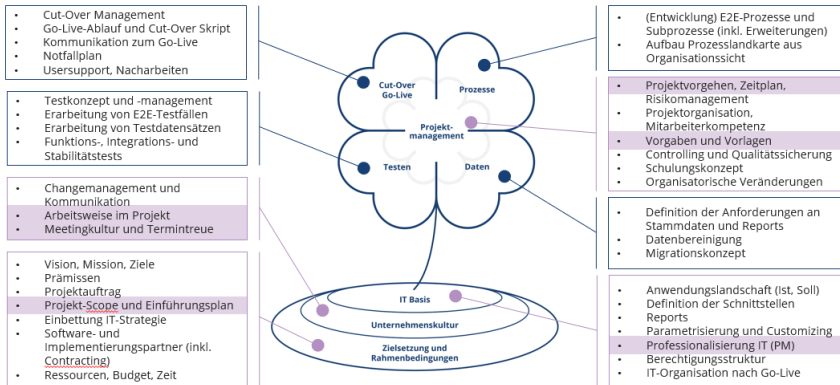 • Cut-Over Management
• Go-Live-Ablauf und Cut-Over Skript
• Kommunikation zum Go-Live
• Notfallplan
• Usersupport, Nacharbeiten
• Testkonzept und -management
• Erarbeitung von E2E-Testfällen
• Erarbeitung von Testdatensätzen
• Funktions-, Integrations- und
Stabilitätstests
• Changemanagement und
Kommunikation
• Arbeitsweise im Projekt
• Meetingkultur und Termintreue
• Vision, Mission, Ziele
• Prämissen
• Projektauftrag
• Projekt-Scope und Einführungsplan
• Einbettung IT-Strategie
• Software- und
Implementierungspartner (inkl.
Contracting)
• Ressourcen, Budget, Zeit
Cut-Over
Go-Live
Prozesse
Projekt-
management
Testen
Daten
IT Basis
Unternehmenskultur
Zielsetzung und
Rahmenbedingungen
• (Entwicklung) E2E-Prozesse und
Subprozesse (inkl. Erweiterungen)
• Aufbau Prozesslandkarte aus
Organisationssicht
• Projektvorgehen, Zeitplan,
Risikomanagement
• Projektorganisation,
Mitarbeiterkompetenz
• Vorgaben und Vorlagen
• Controlling und Qualitätssicherung
• Schulungskonzept
• Organisatorische Veränderungen
• Definition der Anforderungen an
Stammdaten und Reports
• Datenbereinigung
• Migrationskonzept
• Anwendungslandschaft (Ist, Soll)
• Definition der Schnittstellen
• Reports
• Parametrisierung und Customizing
• Professionalisierung IT (PM)
• Berechtigungsstruktur
• IT-Organisation nach Go-Live